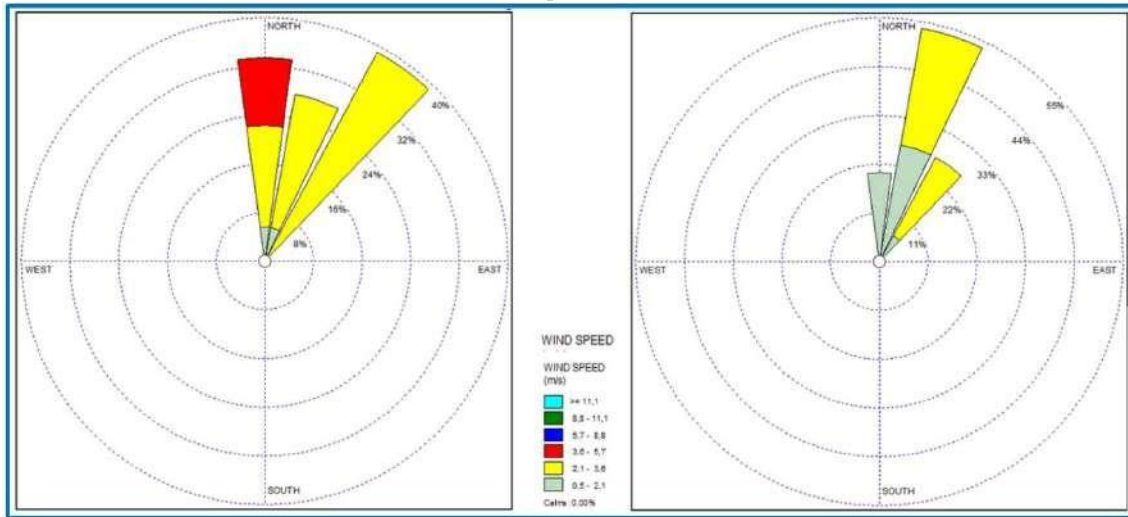 NORTH
40%
32%
24%
16%
8%
WEST
EAST
SOUTH
WIND SPEED
WIND SPEED
(m/s)
>= 11,1
8,8 - 11,1
5,7 - 8,8
3,6 - 5,7
2,1 - 3,6
0,5 - 2,1
Calms: 0.00%
NORTH
55%
44%
33%
22%
11%
WEST
EAST
SOUTH